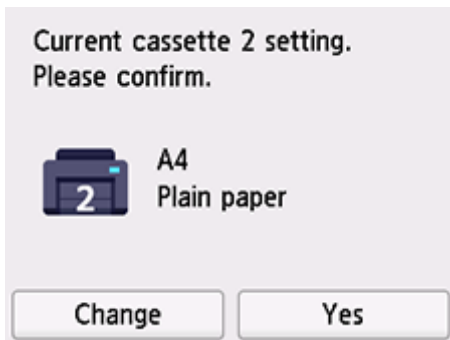 Current cassette 2 setting.
Please confirm.
A4
2
Plain paper
Change
Yes